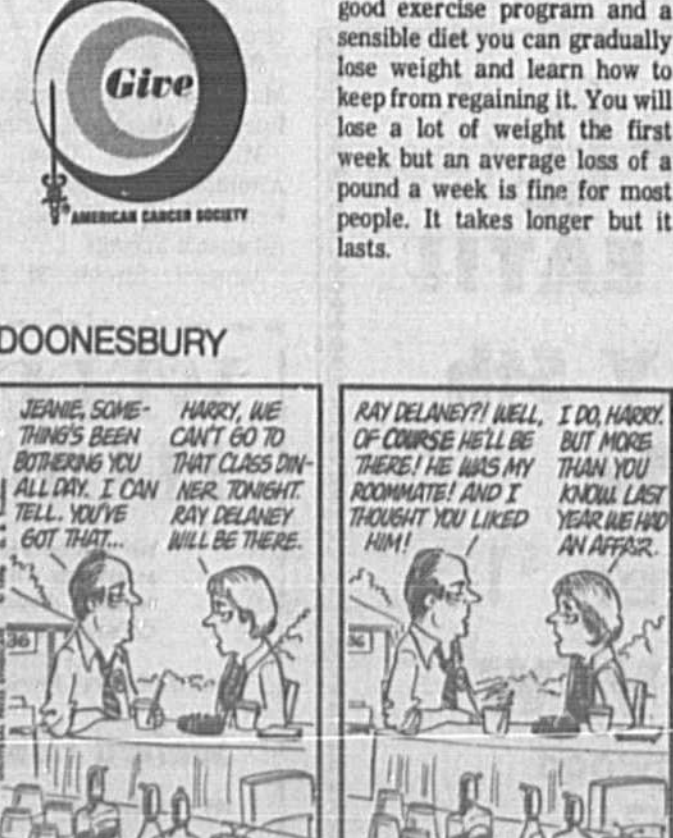 Give
AMERICAN CANCER SOCIETY
good exercise program and a
sensible diet you can gradually
lose weight and learn how to
keep from regaining it. You will
lose a lot of weight the first
week but an average loss of a
pound a week is fine for most
people. It takes longer but it
lasts.
DOONESBURY
JEANIE, SOME-
THING'S BEEN
BOTHERING YOU
ALL DAY. I CAN
TELL. YOU'VE
GOT THAT...
HARRY, WE
CAN'T GO TO
THAT CLASS DIN-
NER TONIGHT.
RAY DELANEY
WILL BE THERE.
36
RAY DELANEY?! WELL,
OF COURSE HE'LL BE
THERE! HE WAS MY
ROOMMATE! AND I
THOUGHT YOU LIKED
HIM!
I DO, HARRY.
BUT MORE
THAN YOU
KNOW. LAST
YEAR WE HAD
AN AFFAIR.
36